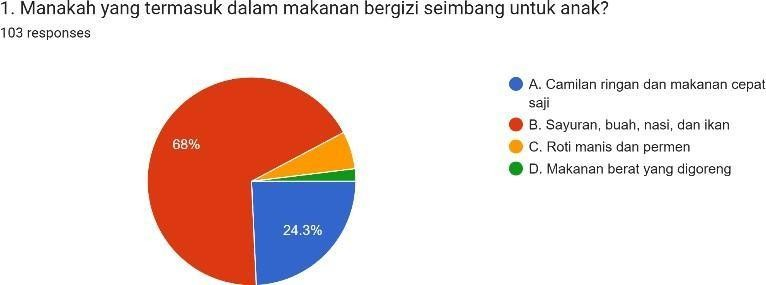 1. Manakah yang termasuk dalam makanan bergizi seimbang untuk anak?
103 responses
68%
24.3%
A. Camilan ringan dan makanan cepat
saji
B. Sayuran, buah, nasi, dan ikan
C. Roti manis dan permen
D. Makanan berat yang digoreng